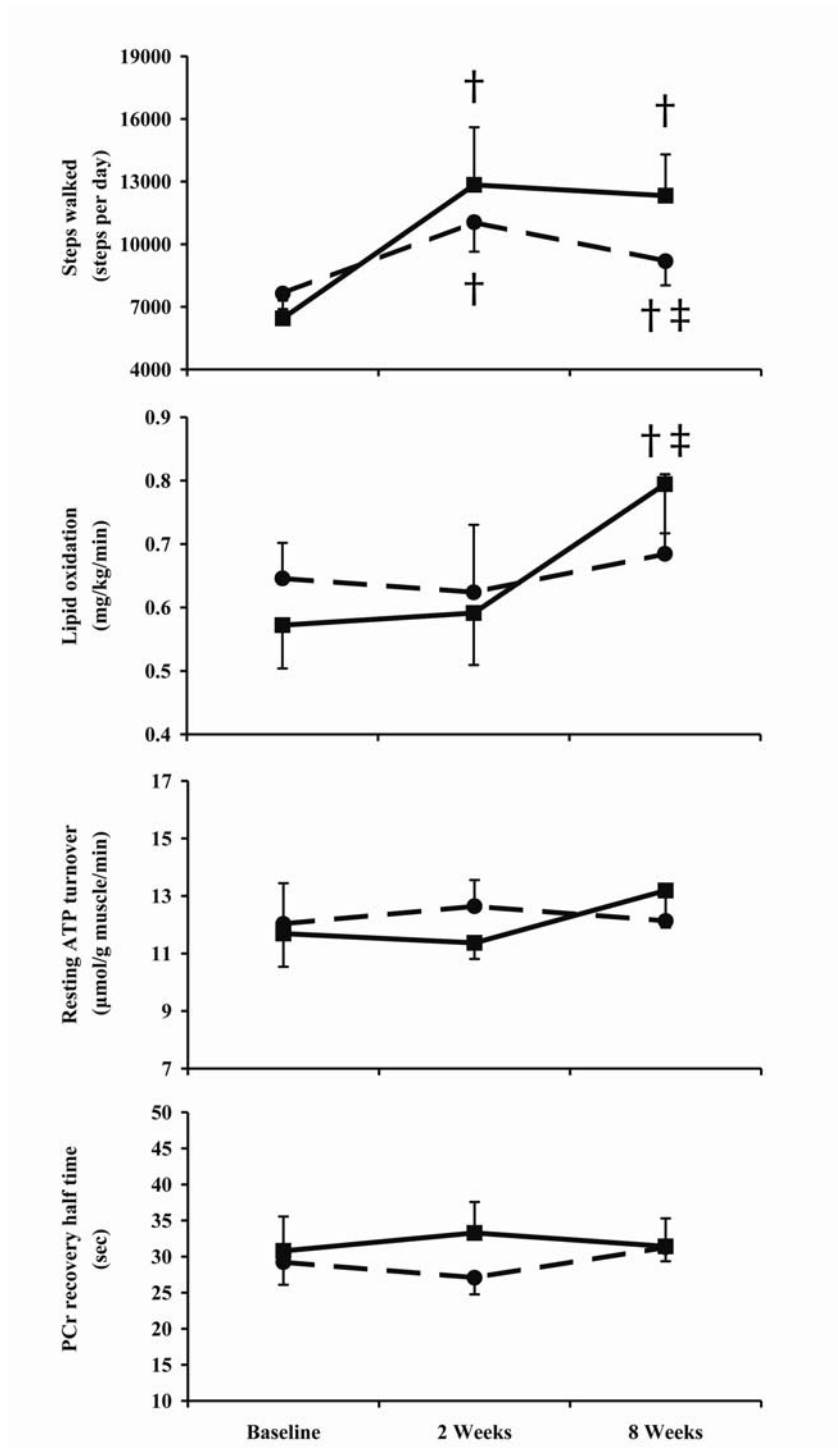 Steps walked
(steps per day)
19000
16000
13000
10000
7000
4000
†
†
†
† ‡
Lipid oxidation
(mg/kg/min)
0.9
0.8
0.7
0.6
0.5
0.4
† ‡
Resting ATP turnover
(μmol/g muscle/min)
17
15
13
11
9
7
PCr recovery half time
(sec)
50
45
40
35
30
25
20
15
10
Baseline
2 Weeks
8 Weeks